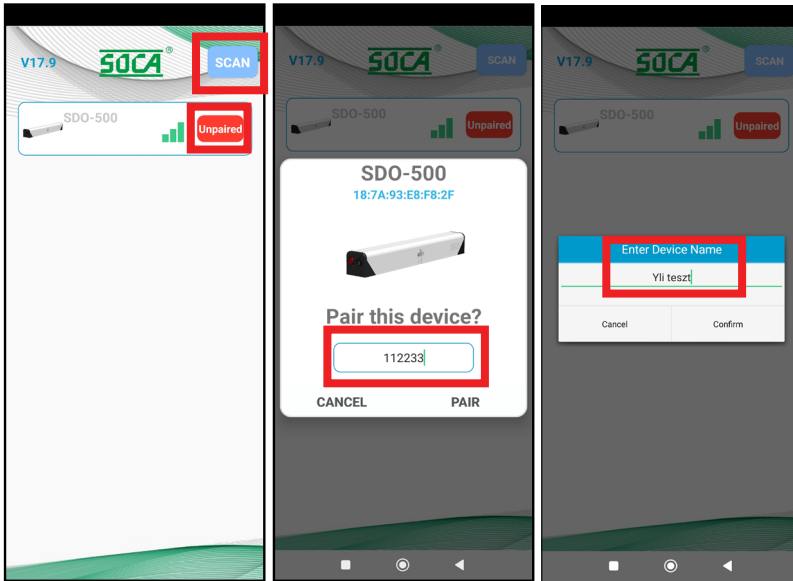 V17.9
SOCA®
SCAN
SDO-500
Unpaired
V17.9
SOCA®
SCAN
SDO-500
Unpaired
SDO-500
18:7A:93:E8:F8:2F
Pair this device?
112233
CANCEL
PAIR
V17.9
SOCA®
SCAN
SDO-500
Unpaired
Enter Device Name
Yli teszt
Cancel
Confirm